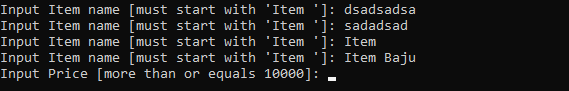 Input Item name [must start with 'Item ']: dsadsadsa
Input Item name [must start with 'Item ']: sadadsad
Input Item name [must start with 'Item ']: Item
Input Item name [must start with 'Item ']: Item Baju
Input Price [more than or equals 10000]: